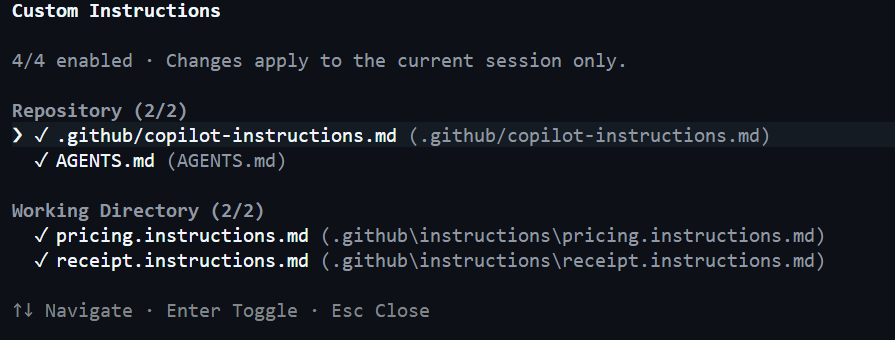 Custom Instructions
4/4 enabled · Changes apply to the current session only.
Repository (2/2)
❯ ✓ .github/copilot-instructions.md (.github/copilot-instructions.md)
✓ AGENTS.md (AGENTS.md)
Working Directory (2/2)
✓ pricing.instructions.md (.github\instructions\pricing.instructions.md)
✓ receipt.instructions.md (.github\instructions\receipt.instructions.md)
↑↓ Navigate · Enter Toggle · Esc Close